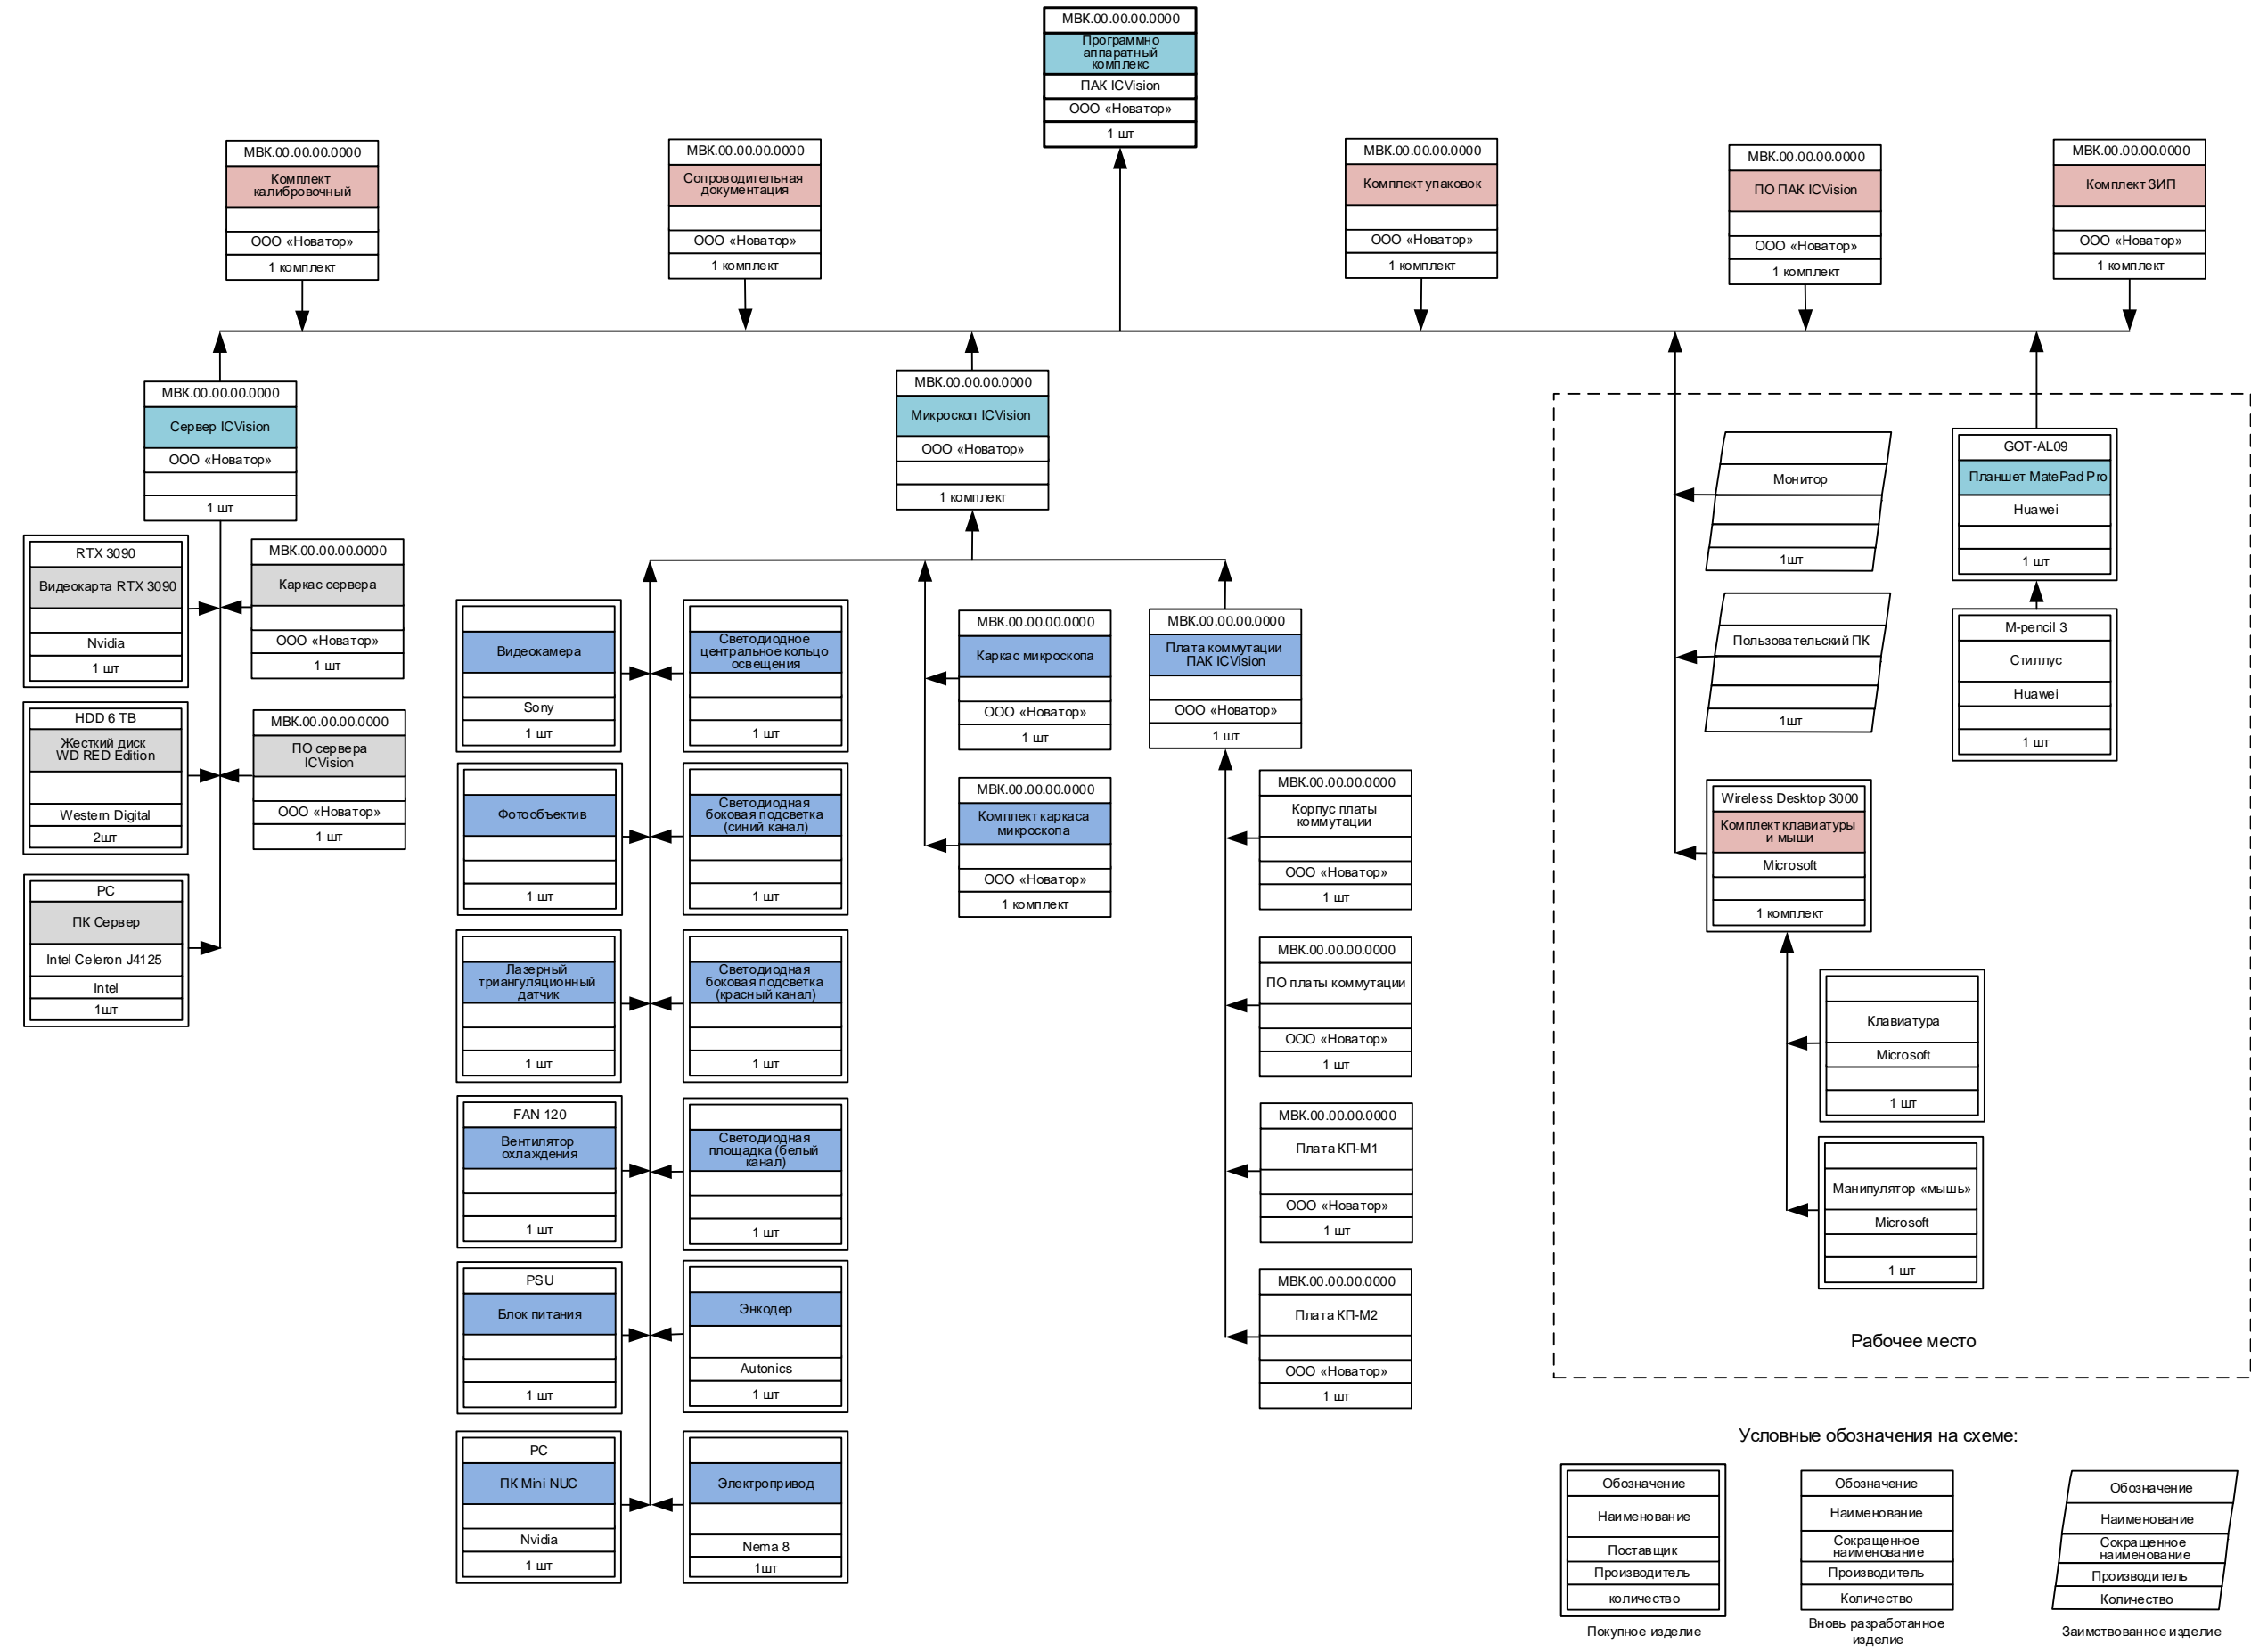 МВК.00.00.00.0000
Программно
аппаратный
комплекс
ПАК ICVision
ООО «Новатор»
1 шт
МВК.00.00.00.0000
Комплект
калибровочный
ООО «Новатор»
1 комплект
МВК.00.00.00.0000
Сопроводительная
документация
ООО «Новатор»
1 комплект
МВК.00.00.00.0000
Комплект упаковок
ООО «Новатор»
1 комплект
МВК.00.00.00.0000
ПО ПАК ICVision
ООО «Новатор»
1 комплект
МВК.00.00.00.0000
Комплект ЗИП
ООО «Новатор»
1 комплект
МВК.00.00.00.0000
Сервер ICVision
ООО «Новатор»
1 шт
RTX 3090
Видеокарта RTX 3090
Nvidia
1 шт
МВК.00.00.00.0000
Каркас сервера
ООО «Новатор»
1 шт
HDD 6 TB
Жесткий диск
WD RED Edition
Western Digital
2шт
МВК.00.00.00.0000
ПО сервера
ICVision
ООО «Новатор»
1 шт
PC
ПК Сервер
Intel Celeron J4125
Intel
1шт
МВК.00.00.00.0000
Микроскоп ICVision
ООО «Новатор»
1 комплект
Видеокамера
Sony
1 шт
Светодиодное
центральное кольцо
освещения
1 шт
Фотообъектив
1 шт
Светодиодная
боковая подсветка
(синий канал)
1 шт
Лазерный
триангуляционный
датчик
1 шт
Светодиодная
боковая подсветка
(красный канал)
1 шт
FAN 120
Вентилятор
охлаждения
1 шт
Светодиодная
площадка (белый
канал)
1 шт
PSU
Блок питания
1 шт
Энкодер
Autonics
1 шт
PC
ПК Mini NUC
Nvidia
1 шт
Электропривод
Nema 8
1шт
МВК.00.00.00.0000
Каркас микроскопа
ООО «Новатор»
1 шт
МВК.00.00.00.0000
Комплект каркаса
микроскопа
ООО «Новатор»
1 комплект
МВК.00.00.00.0000
Плата коммутации
ПАК ICVision
ООО «Новатор»
1 шт
МВК.00.00.00.0000
Корпус платы
коммутации
ООО «Новатор»
1 шт
МВК.00.00.00.0000
ПО платы коммутации
ООО «Новатор»
1 шт
МВК.00.00.00.0000
Плата КП-М1
ООО «Новатор»
1 шт
МВК.00.00.00.0000
Плата КП-М2
ООО «Новатор»
1 шт
Монитор
1шт
Пользовательский ПК
1шт
GOT-AL09
Планшет MatePad Pro
Huawei
1 шт
M-pencil 3
Стиллус
Huawei
1 шт
Wireless Desktop 3000
Комплект клавиатуры
и мыши
Microsoft
1 комплект
Клавиатура
Microsoft
1 шт
Манипулятор «мышь»
Microsoft
1 шт
Рабочее место
Условные обозначения на схеме:
Обозначение
Наименование
Поставщик
Производитель
количество
Покупное изделие
Обозначение
Наименование
Сокращенное
наименование
Производитель
Количество
Вновь разработанное
изделие
Обозначение
Наименование
Сокращенное
наименование
Производитель
Количество
Заимствованное изделие